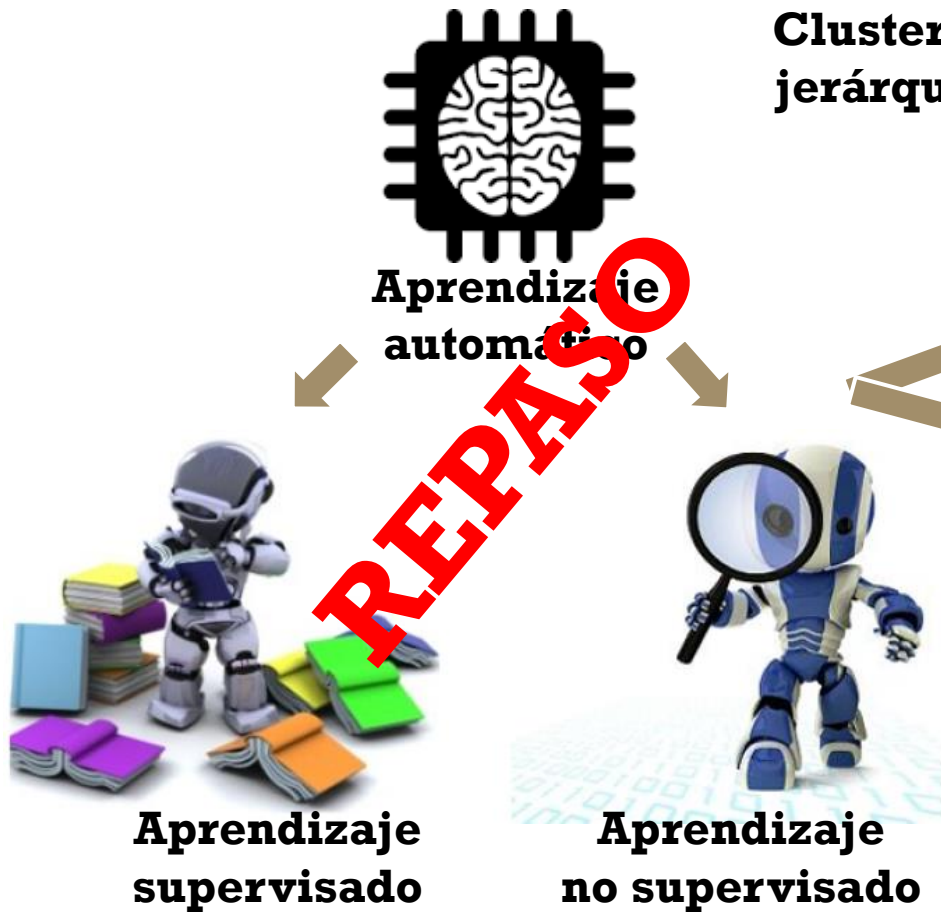 Cluster
jerárqu
Aprendizaje
automático
REPASO
Aprendizaje
supervisado
Aprendizaje
no supervisado